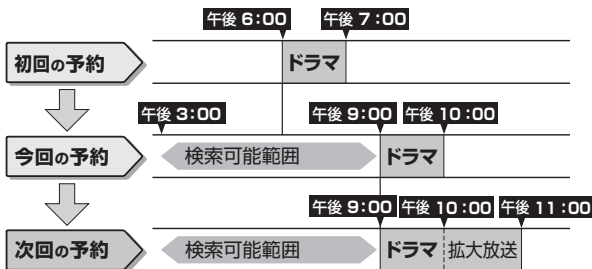 午後 6:00 午後 7:00
初回の予約 ドラマ
午後 3:00 午後 9:00 午後 10:00
今回の予約 検索可能範囲 ドラマ
午後 9:00 午後 10:00 午後 11:00
次回の予約 検索可能範囲 ドラマ 拡大放送